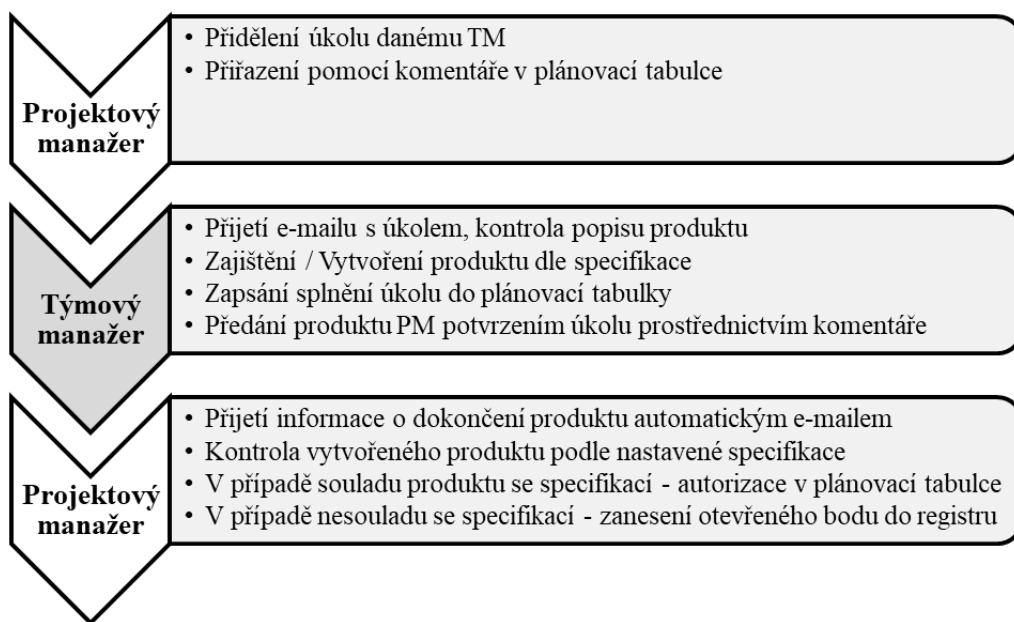 Projektový
manažer
• Přidělení úkolu danému TM
• Přiřazení pomocí komentáře v plánovací tabulce
Týmový
manažer
• Přijetí e-mailu s úkolem, kontrola popisu produktu
• Zajištění / Vytvoření produktu dle specifikace
• Zapsání splnění úkolu do plánovací tabulky
• Předání produktu PM potvrzením úkolu prostřednictvím komentáře
Projektový
manažer
• Přijetí informace o dokončení produktu automatickým e-mailem
• Kontrola vytvořeného produktu podle nastavené specifikace
• V případě souladu produktu se specifikací - autorizace v plánovací tabulce
• V případě nesouladu se specifikací - zanesení otevřeného bodu do registru